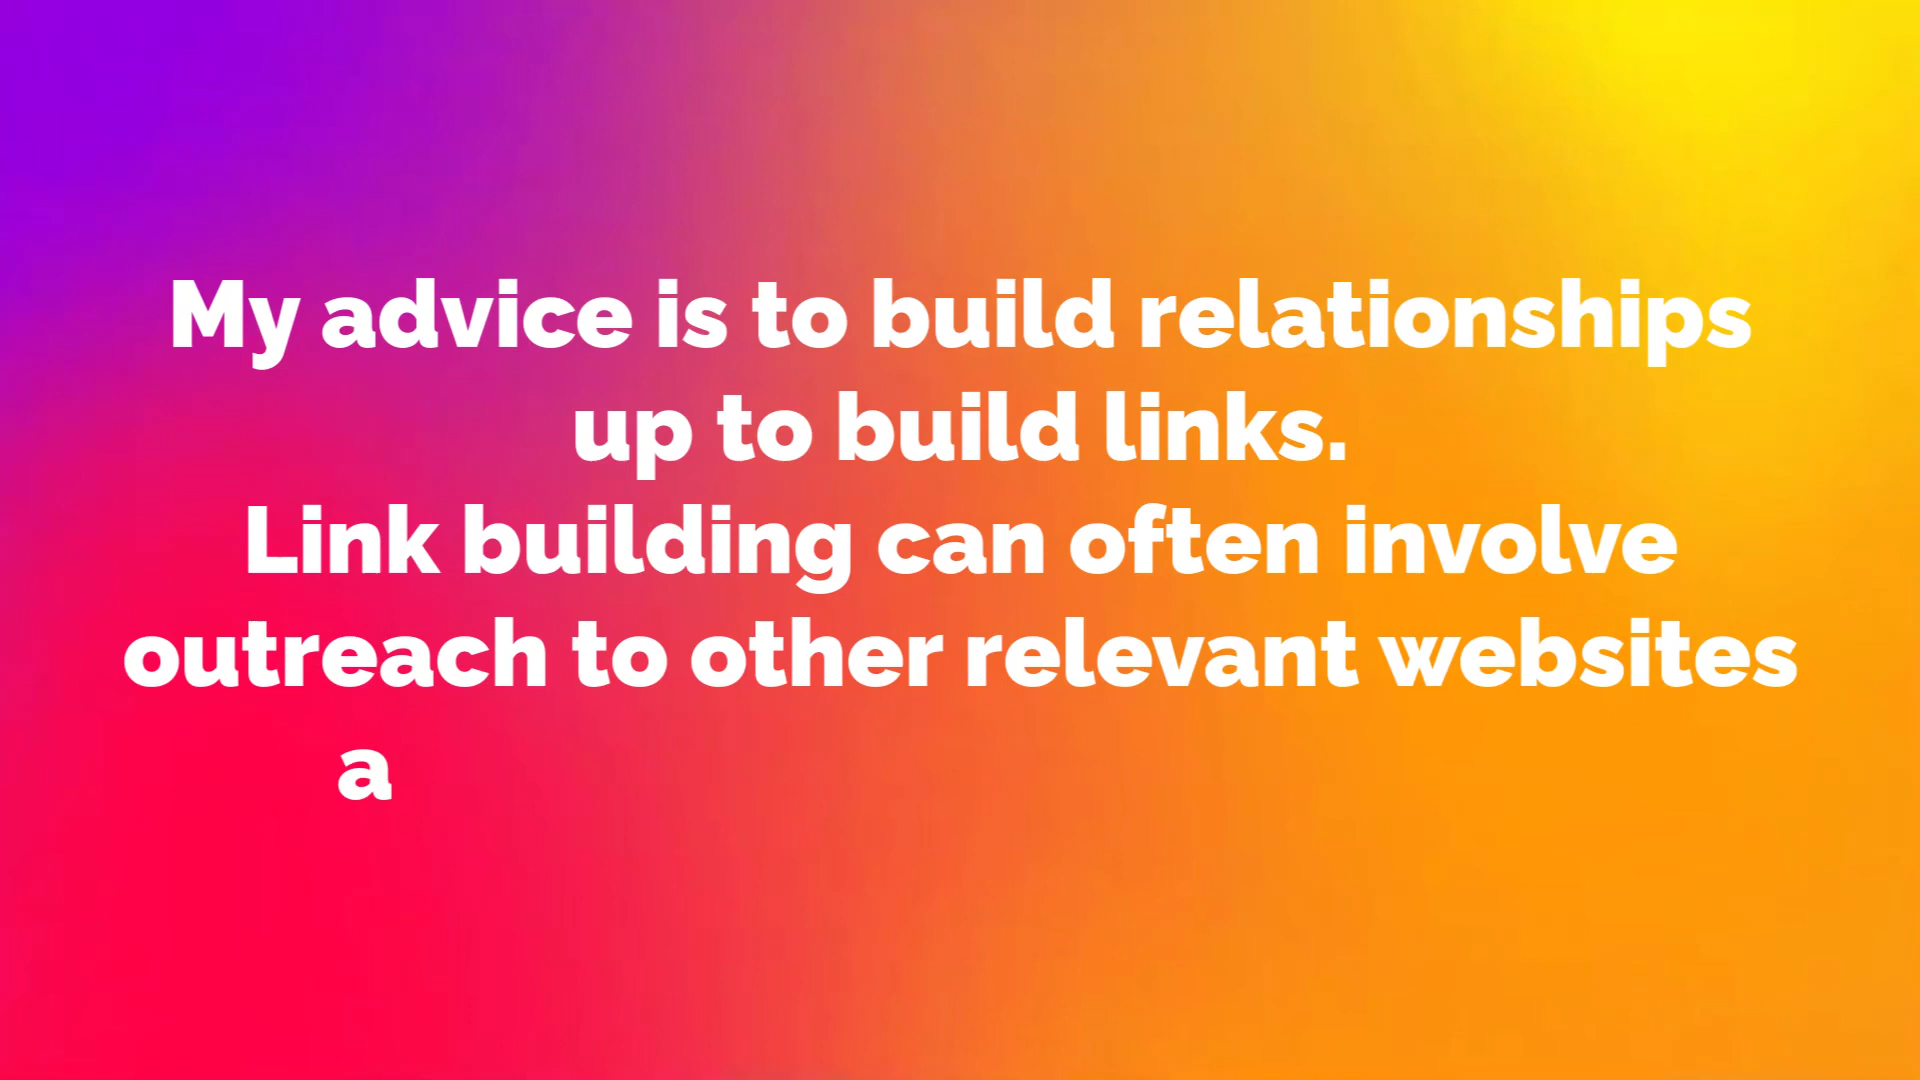 My advice is to build relationships
up to build links.
Link building can often involve
outreach to other relevant websites
a